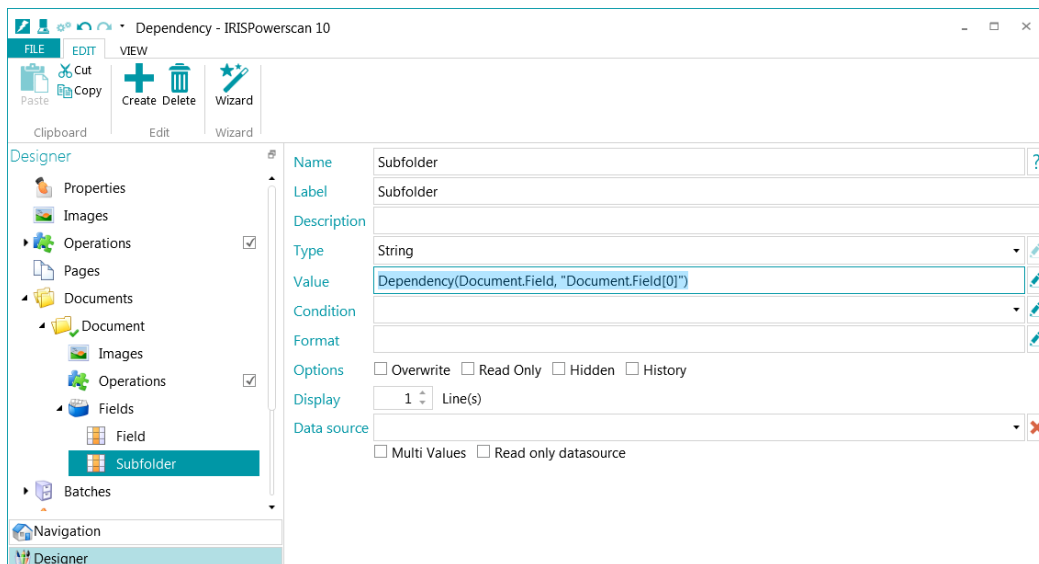 Dependency - IRISPowerscan 10
FILE EDIT VIEW
Paste
Cut
Copy
Create Delete
Wizard
Clipboard Edit Wizard
Designer
Properties
Images
Operations
Pages
Documents
Document
Images
Operations
Fields
Field
Subfolder
Batches
Navigation
Designer
Name Subfolder ?
Label Subfolder
Description
Type String
Value Dependency(Document.Field, "Document.Field[0]")
Condition
Format
Options Overwrite Read Only Hidden History
Display 1 Line(s)
Data source
Multi Values Read only datasource